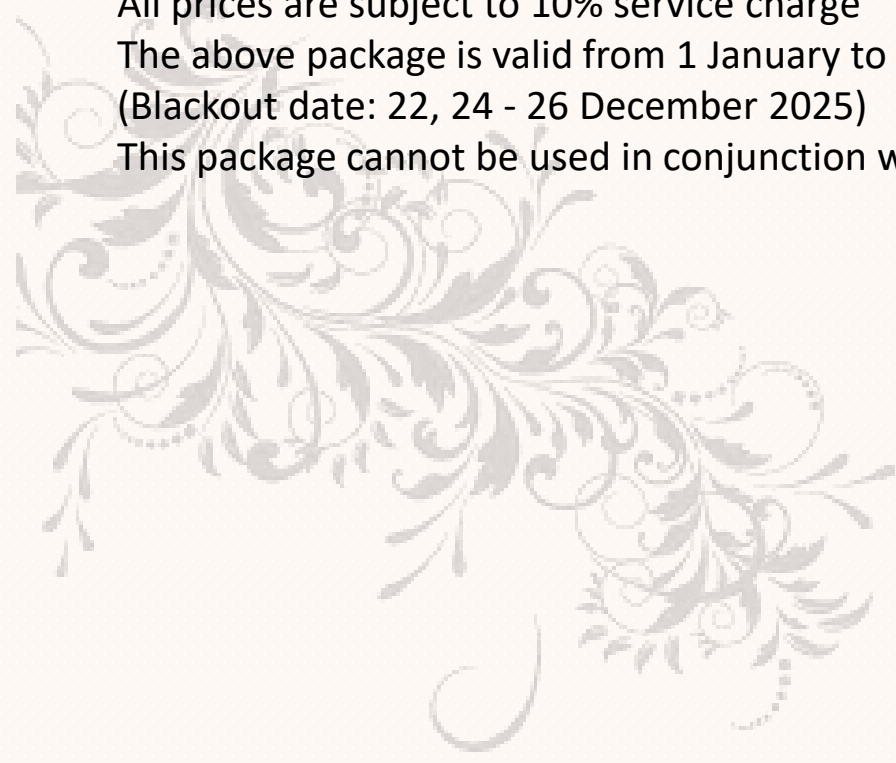 All prices are subject to 10% service charge
The above package is valid from 1 January to
(Blackout date: 22, 24 - 26 December 2025)
This package cannot be used in conjunction